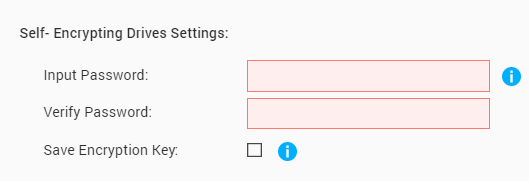 Self- Encrypting Drives Settings:
Input Password:
Verify Password:
Save Encryption Key: